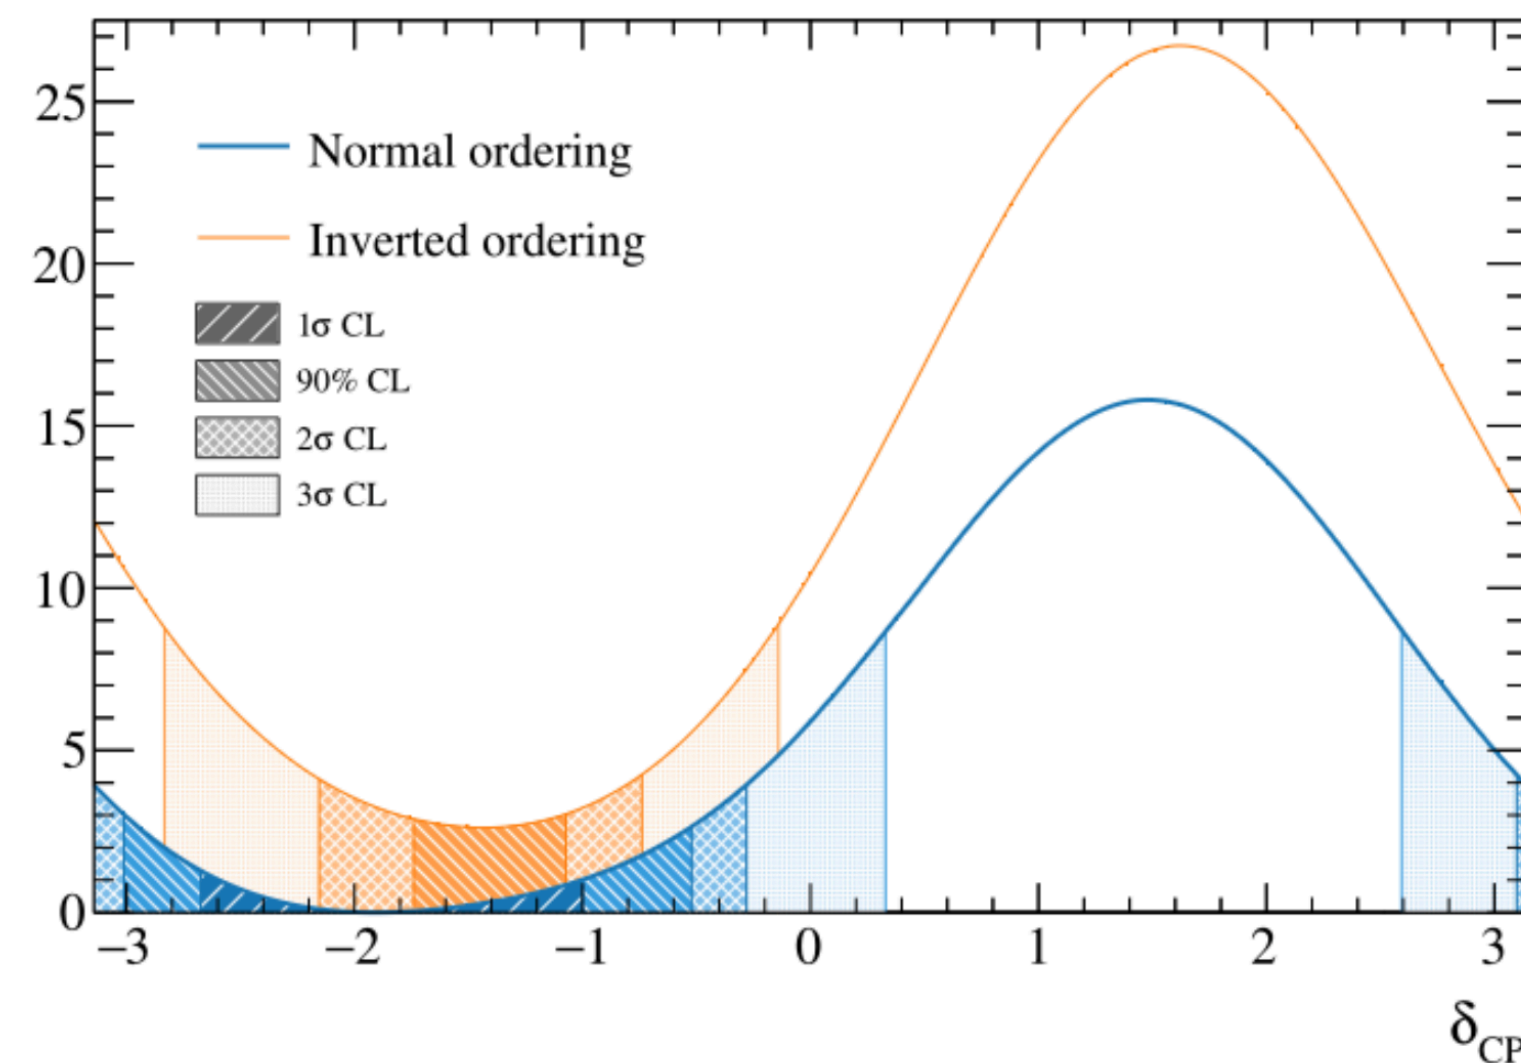 25
20
15
10
5
0
Normal ordering
Inverted ordering
1σ CL
90% CL
2σ CL
3σ CL
−3 −2 −1 0 1 2 3
δCP